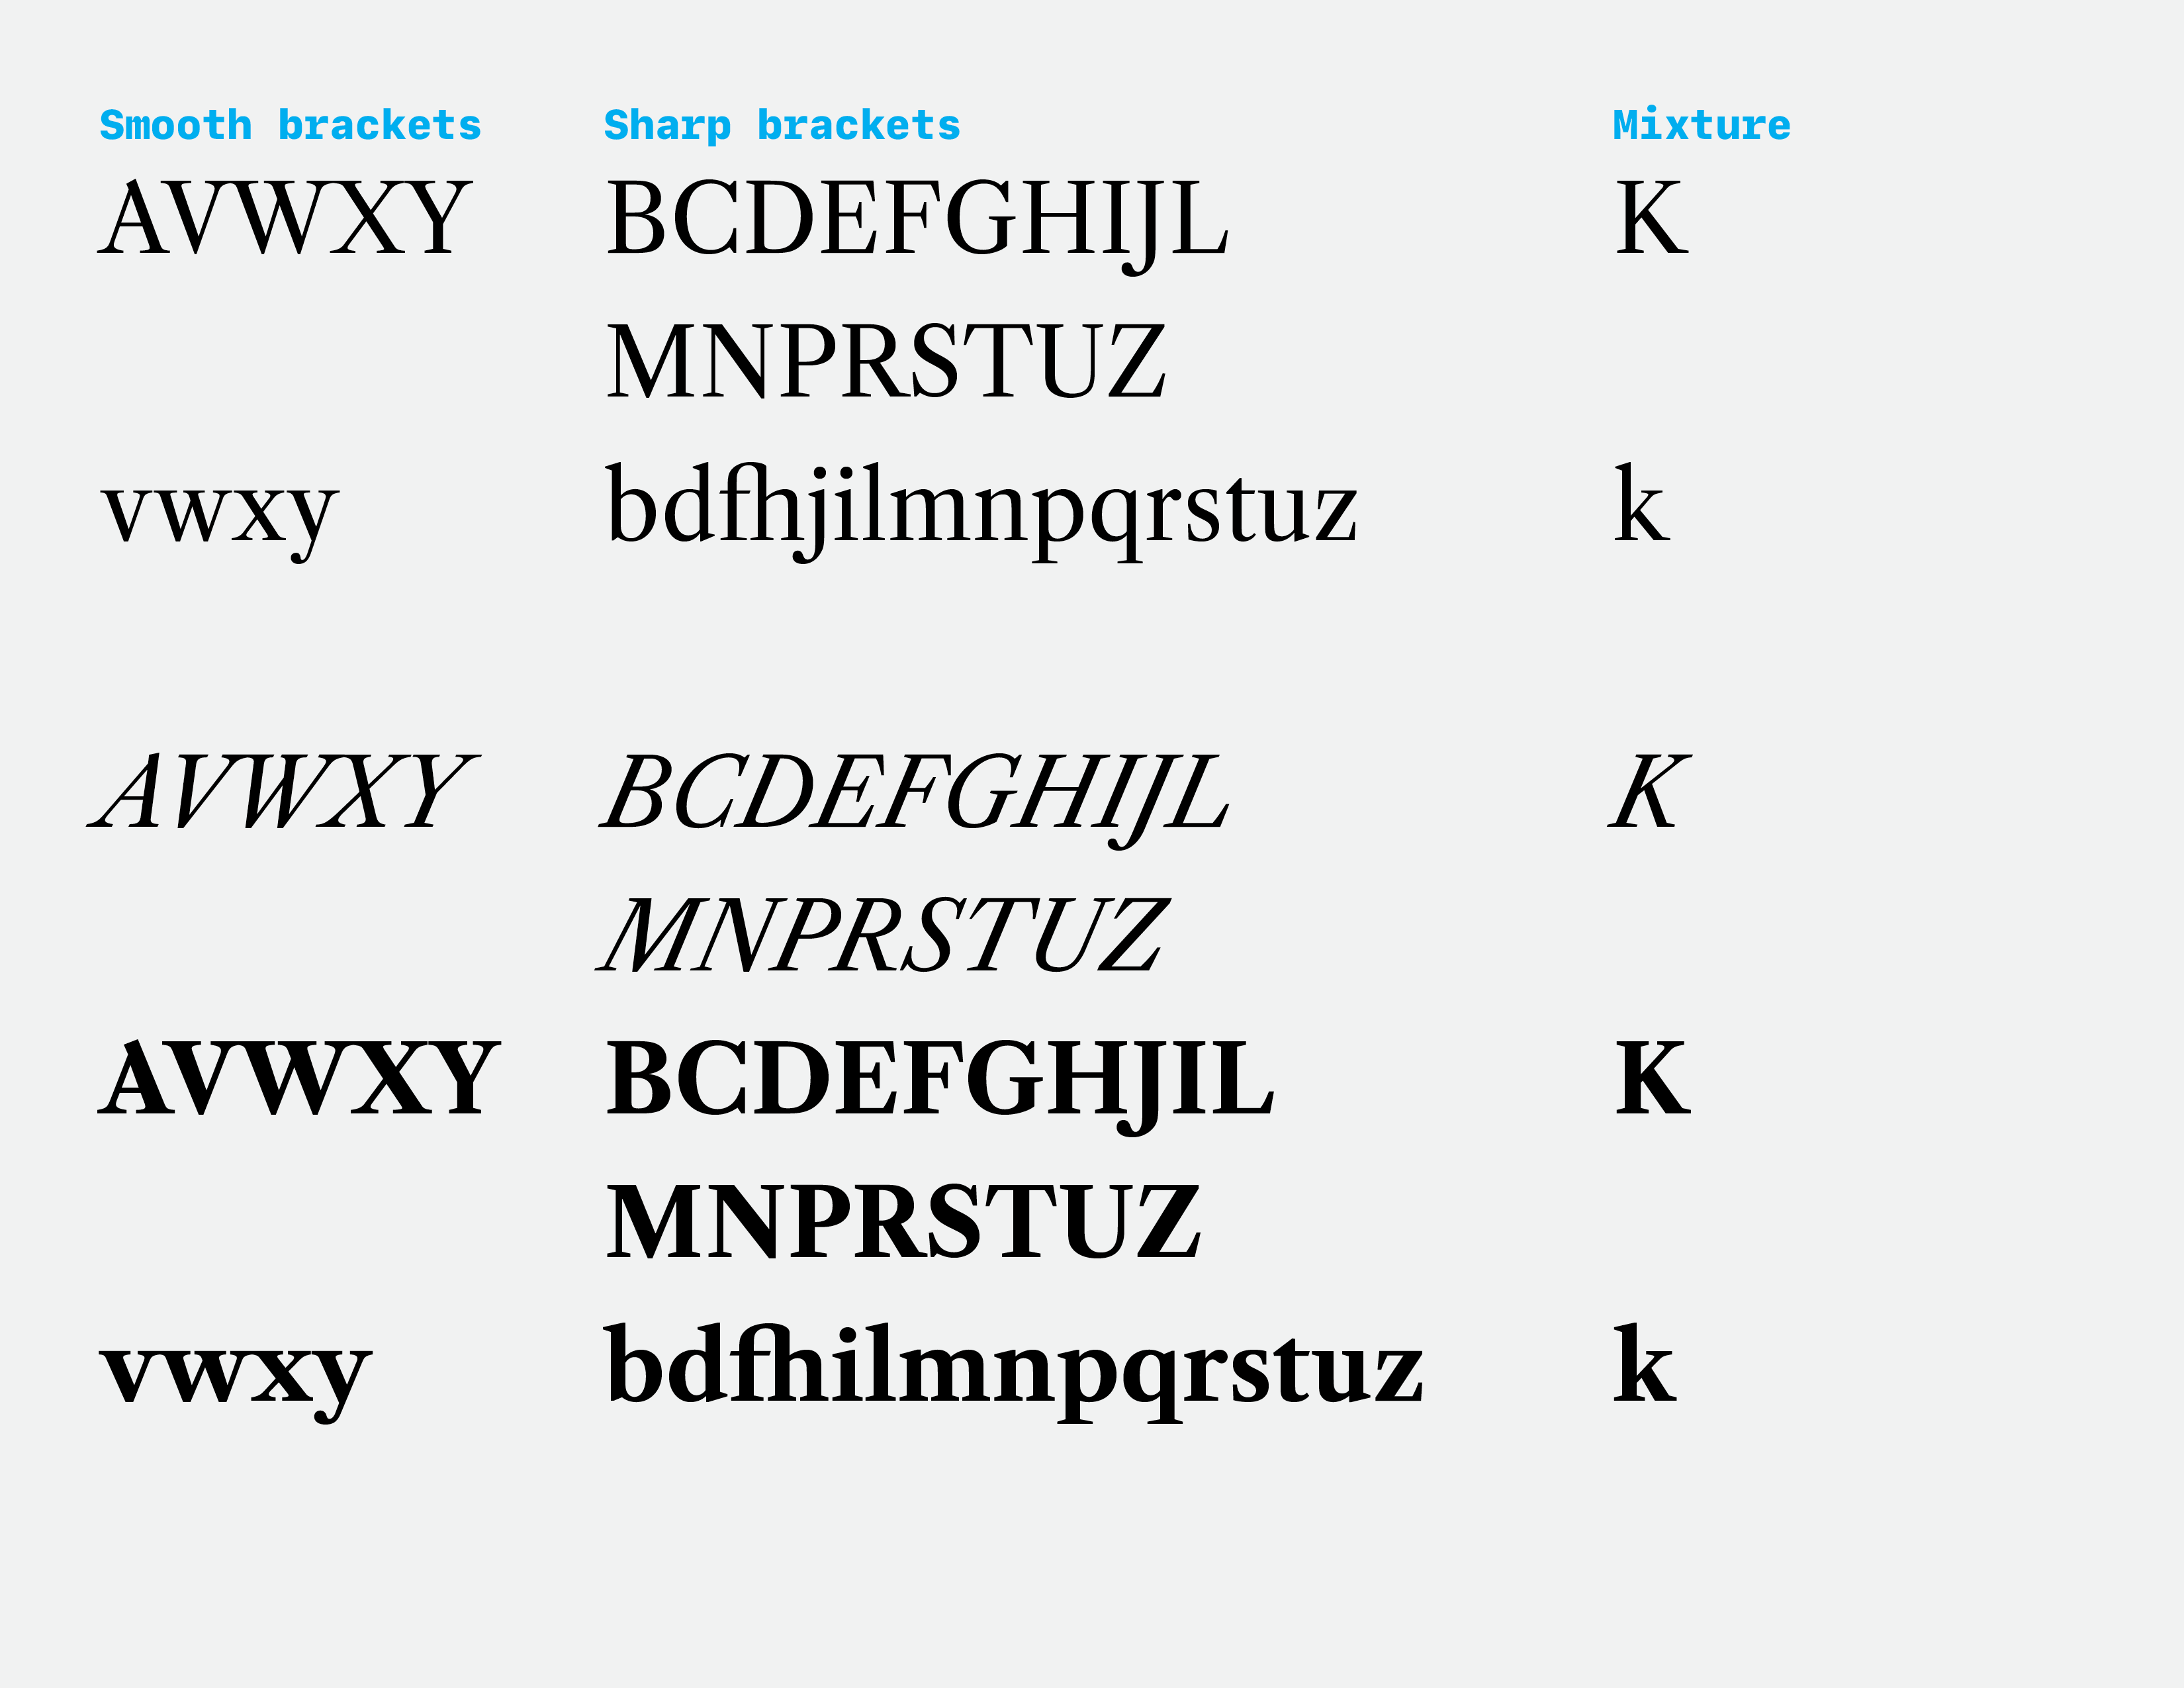 Smooth brackets Sharp brackets Mixture
AVWXY BCDEFGHIJL K
MNPRSTUZ
vwxy bdfhjilmnpqrstuz k
AVWXY BCDEFGHIJL K
MNPRSTUZ
AVWXY BCDEFGHJIL K
MNPRSTUZ
vwxy bdfhilmnpqrstuz k